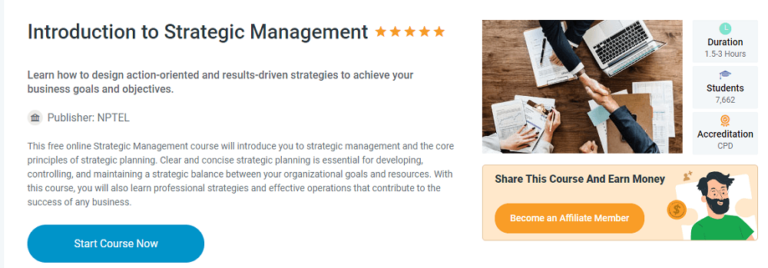 Introduction to Strategic Management
Learn how to design action-oriented and results-driven strategies to achieve your
business goals and objectives.
Publisher: NPTEL
This free online Strategic Management course will introduce you to strategic management and the core
principles of strategic planning. Clear and concise strategic planning is essential for developing,
controlling, and maintaining a strategic balance between your organizational goals and resources. With
this course, you will also learn professional strategies and effective operations that contribute to the
success of any business.
Start Course Now
Duration
1.5-3 Hours
Students
7,662
Accreditation
CPD
Share This Course And Earn Money
Become an Affiliate Member
$